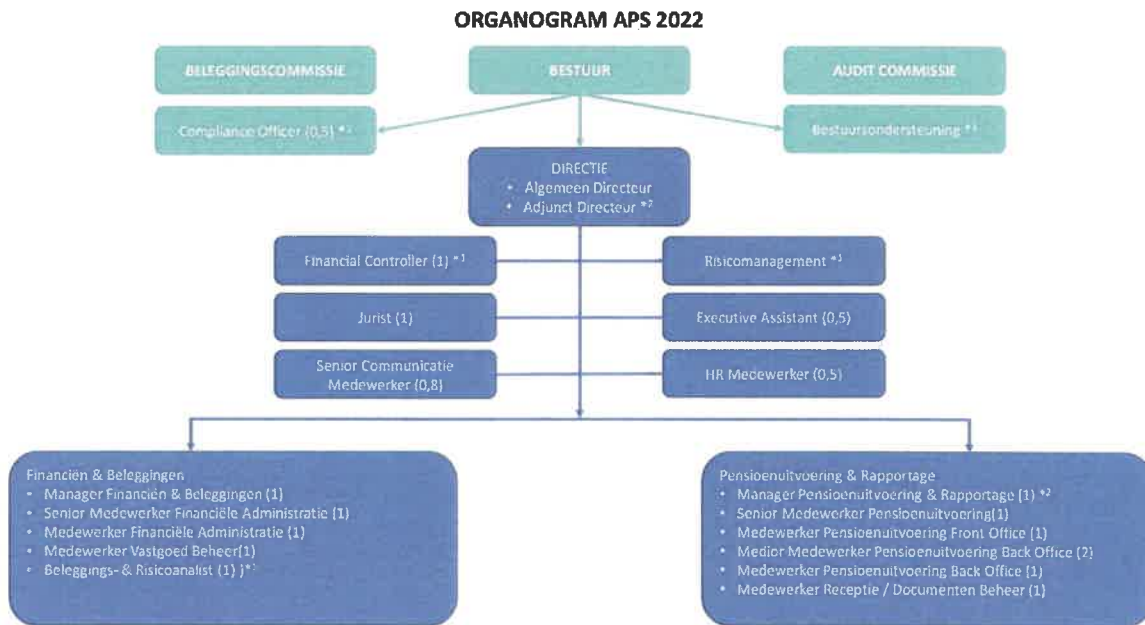 ORGANOGRAM APS 2022
BELEGGINGSCOMMISSIE
BESTUUR
AUDIT COMMISSIE
Compliance Officer (0,5)
Bestuursondersteuning
DIRECTIE
• Algemeen Directeur
• Adjunct Directeur *2
Financial Controller (1) *1
Risicomanagement
Jurist (1)
Executive Assistant (0,5)
Senior Communicatie
Medewerker (0,8)
HR Medewerker (0,5)
Financiën & Beleggingen
• Manager Financiën & Beleggingen (1)
• Senior Medewerker Financiële Administratie (1)
• Medewerker Financiële Administratie (1)
• Medewerker Vastgoed Beheer(1)
• Beleggings- & Risicoanalist (1)
Pensioenuitvoering & Rapportage
• Manager Pensioenuitvoering & Rapportage (1) *2
• Senior Medewerker Pensioenuitvoering(1)
• Medewerker Pensioenuitvoering Front Office (1)
• Medior Medewerker Pensioenuitvoering Back Office (2)
• Medewerker Pensioenuitvoering Back Office (1)
• Medewerker Receptie / Documenten Beheer (1)